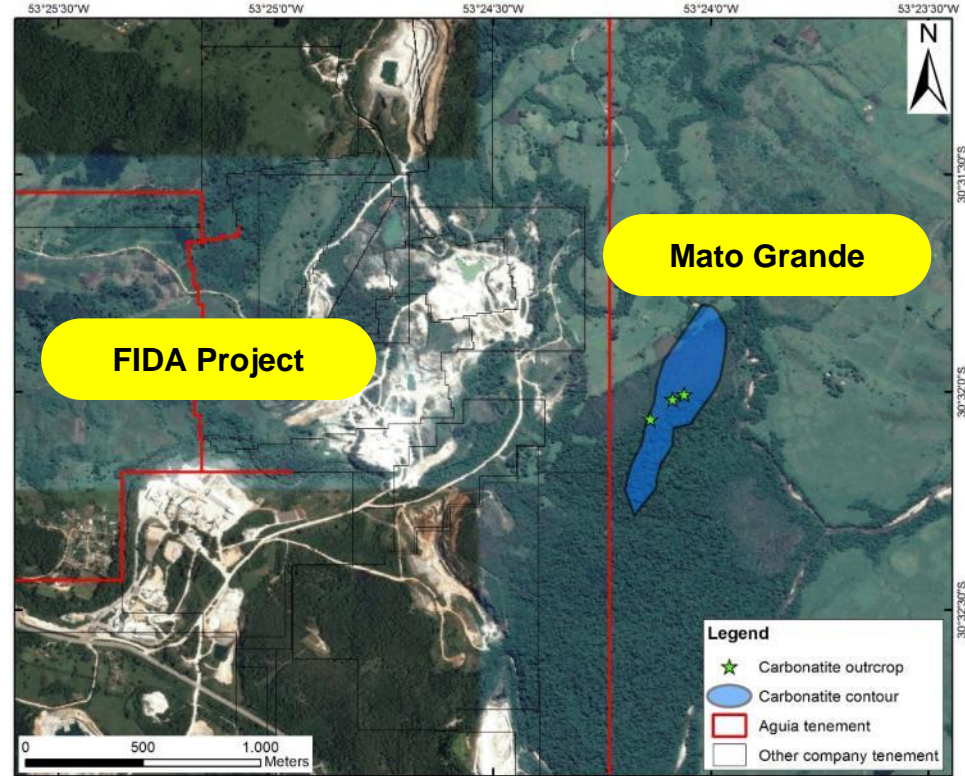 53°25'30"W 53°25'0"W 53°24'30"W 53°24'0"W 53°23'30"W
N
30°31'30"S
Mato Grande
FIDA Project
30°32'0"S
30°32'30"S
Legend
Carbonatite outrcrop
Carbonatite contour
Aguia tenement
Other company tenement
0 500 1.000
Meters